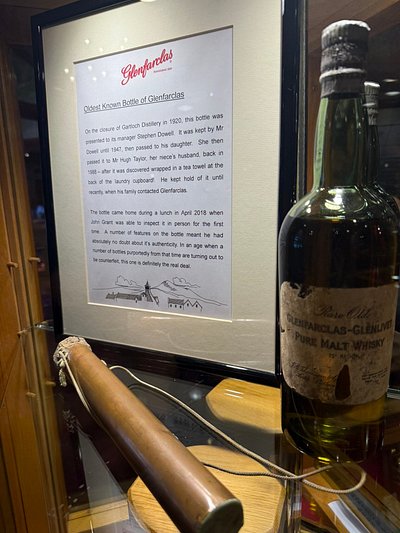 Glenfarclas
Oldest Known Bottle of Glenfarclas
On the closure of Gartloch Distillery in 1920, this bottle was
presented to its manager Stephen Dowell. It was kept by Mr
Dowell until 1947, then passed to his daughter. She then
passed it to Mr Hugh Taylor, her niece's husband, back in
1988 – after it was discovered wrapped in a tea towel at the
back of the laundry cupboard! He kept hold of it until
recently, when his family contacted Glenfarclas.
The bottle came home during a lunch in April 2018 when
John Grant was able to inspect it in person for the first
time. A number of features on the bottle meant he had
absolutely no doubt about it's authenticity. In an age when a
number of bottles purportedly from that time are turning out to
be counterfeit, this one is definitely the real deal.
Rare Old
GLENFARCLAS-GLENLIVET
PURE MALT WHISKY